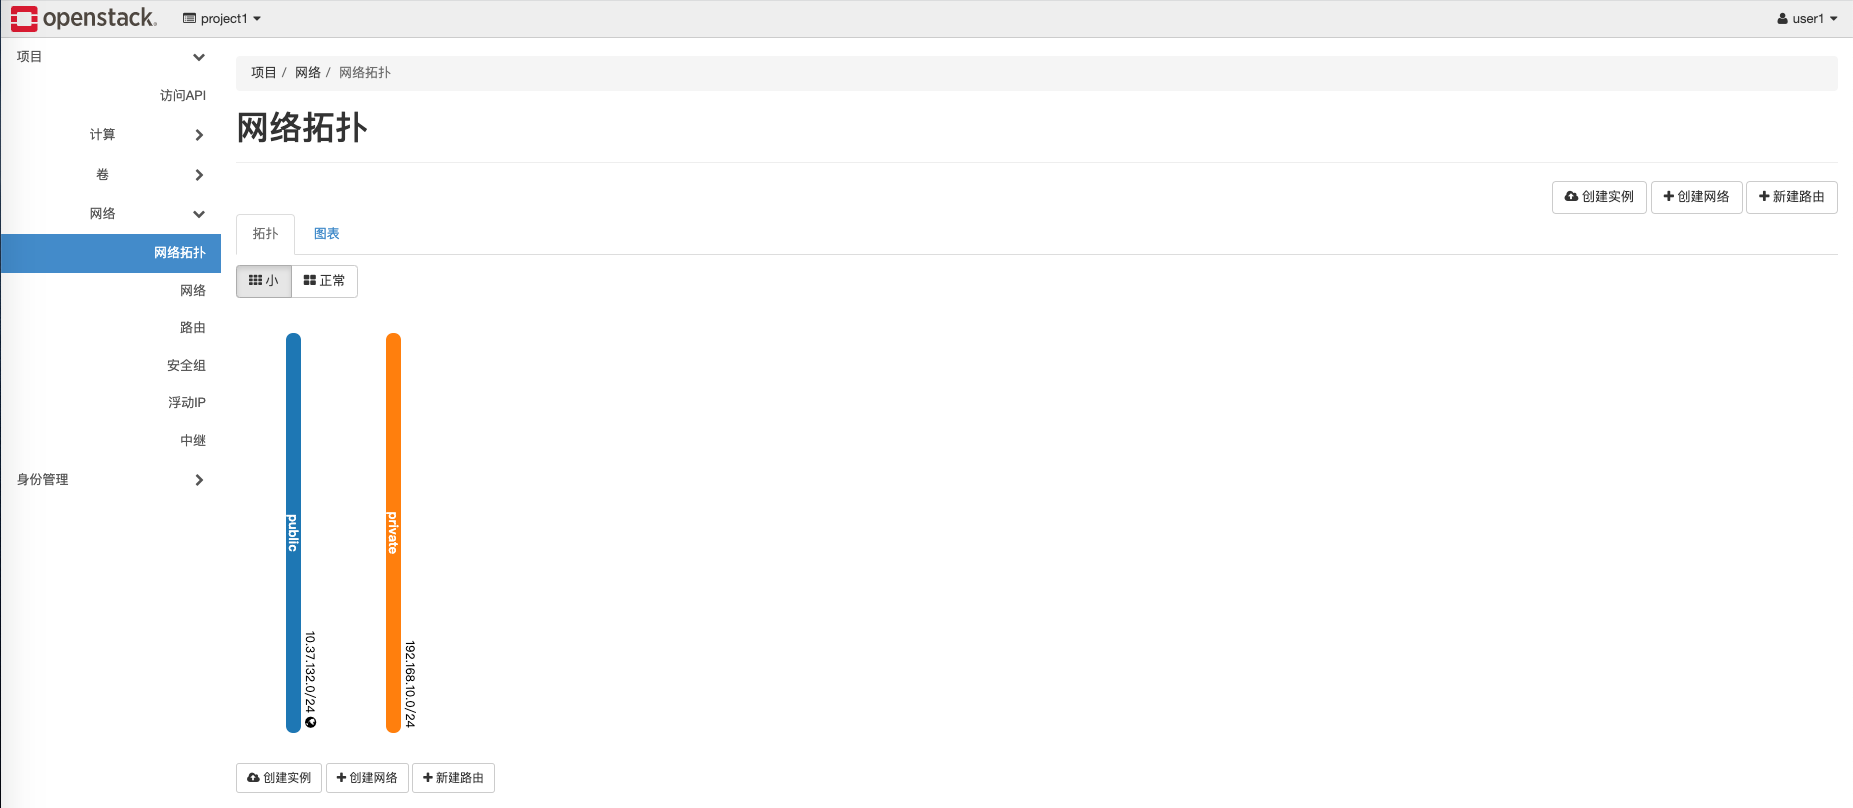 openstack. project1 user1
项目
访问API
计算
卷
网络
网络拓扑
网络
路由
安全组
浮动IP
中继
身份管理
项目 / 网络 / 网络拓扑
网络拓扑
创建实例 创建网络 新建路由
拓扑 图表
小 正常
public
10.37.132.0/24
private
192.168.10.0/24
创建实例 创建网络 新建路由